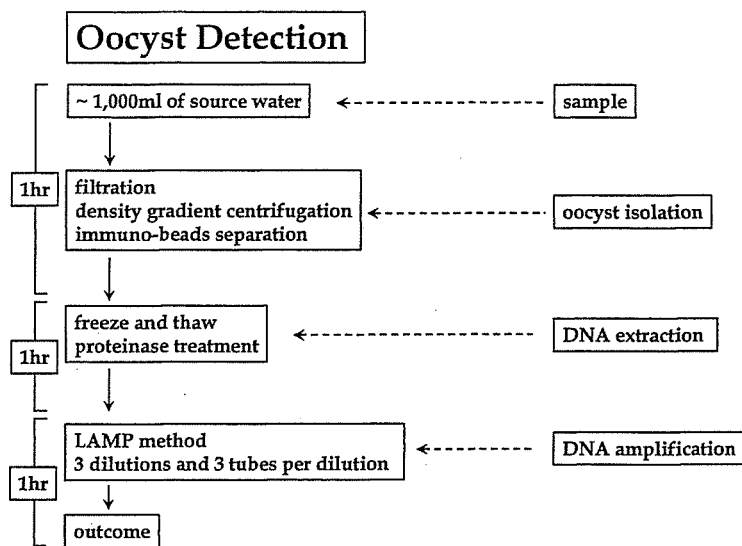 Oocyst Detection
~ 1,000ml of source water
sample
1hr
filtration
density gradient centrifugation
immuno-beads separation
oocyst isolation
1hr
freeze and thaw
proteinase treatment
DNA extraction
1hr
LAMP method
3 dilutions and 3 tubes per dilution
DNA amplification
outcome